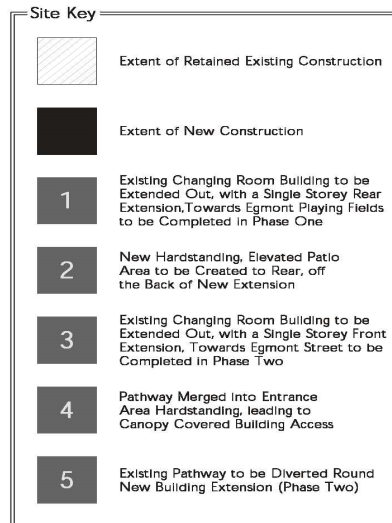 Site Key
Extent of Retained Existing Construction
Extent of New Construction
1
Existing Changing Room Building to be
Extended Out, with a Single Storey Rear
Extension,Towards Egmont Playing Fields
to be Completed in Phase One
2
New Hardstanding, Elevated Patio
Area to be Created to Rear, off
the Back of New Extension
3
Existing Changing Room Building to be
Extended Out, with a Single Storey Front
Extension, Towards Egmont Street to be
Completed in Phase Two
4
Pathway Merged into Entrance
Area Hardstanding, leading to
Canopy Covered Building Access
5
Existing Pathway to be Diverted Round
New Building Extension (Phase Two)